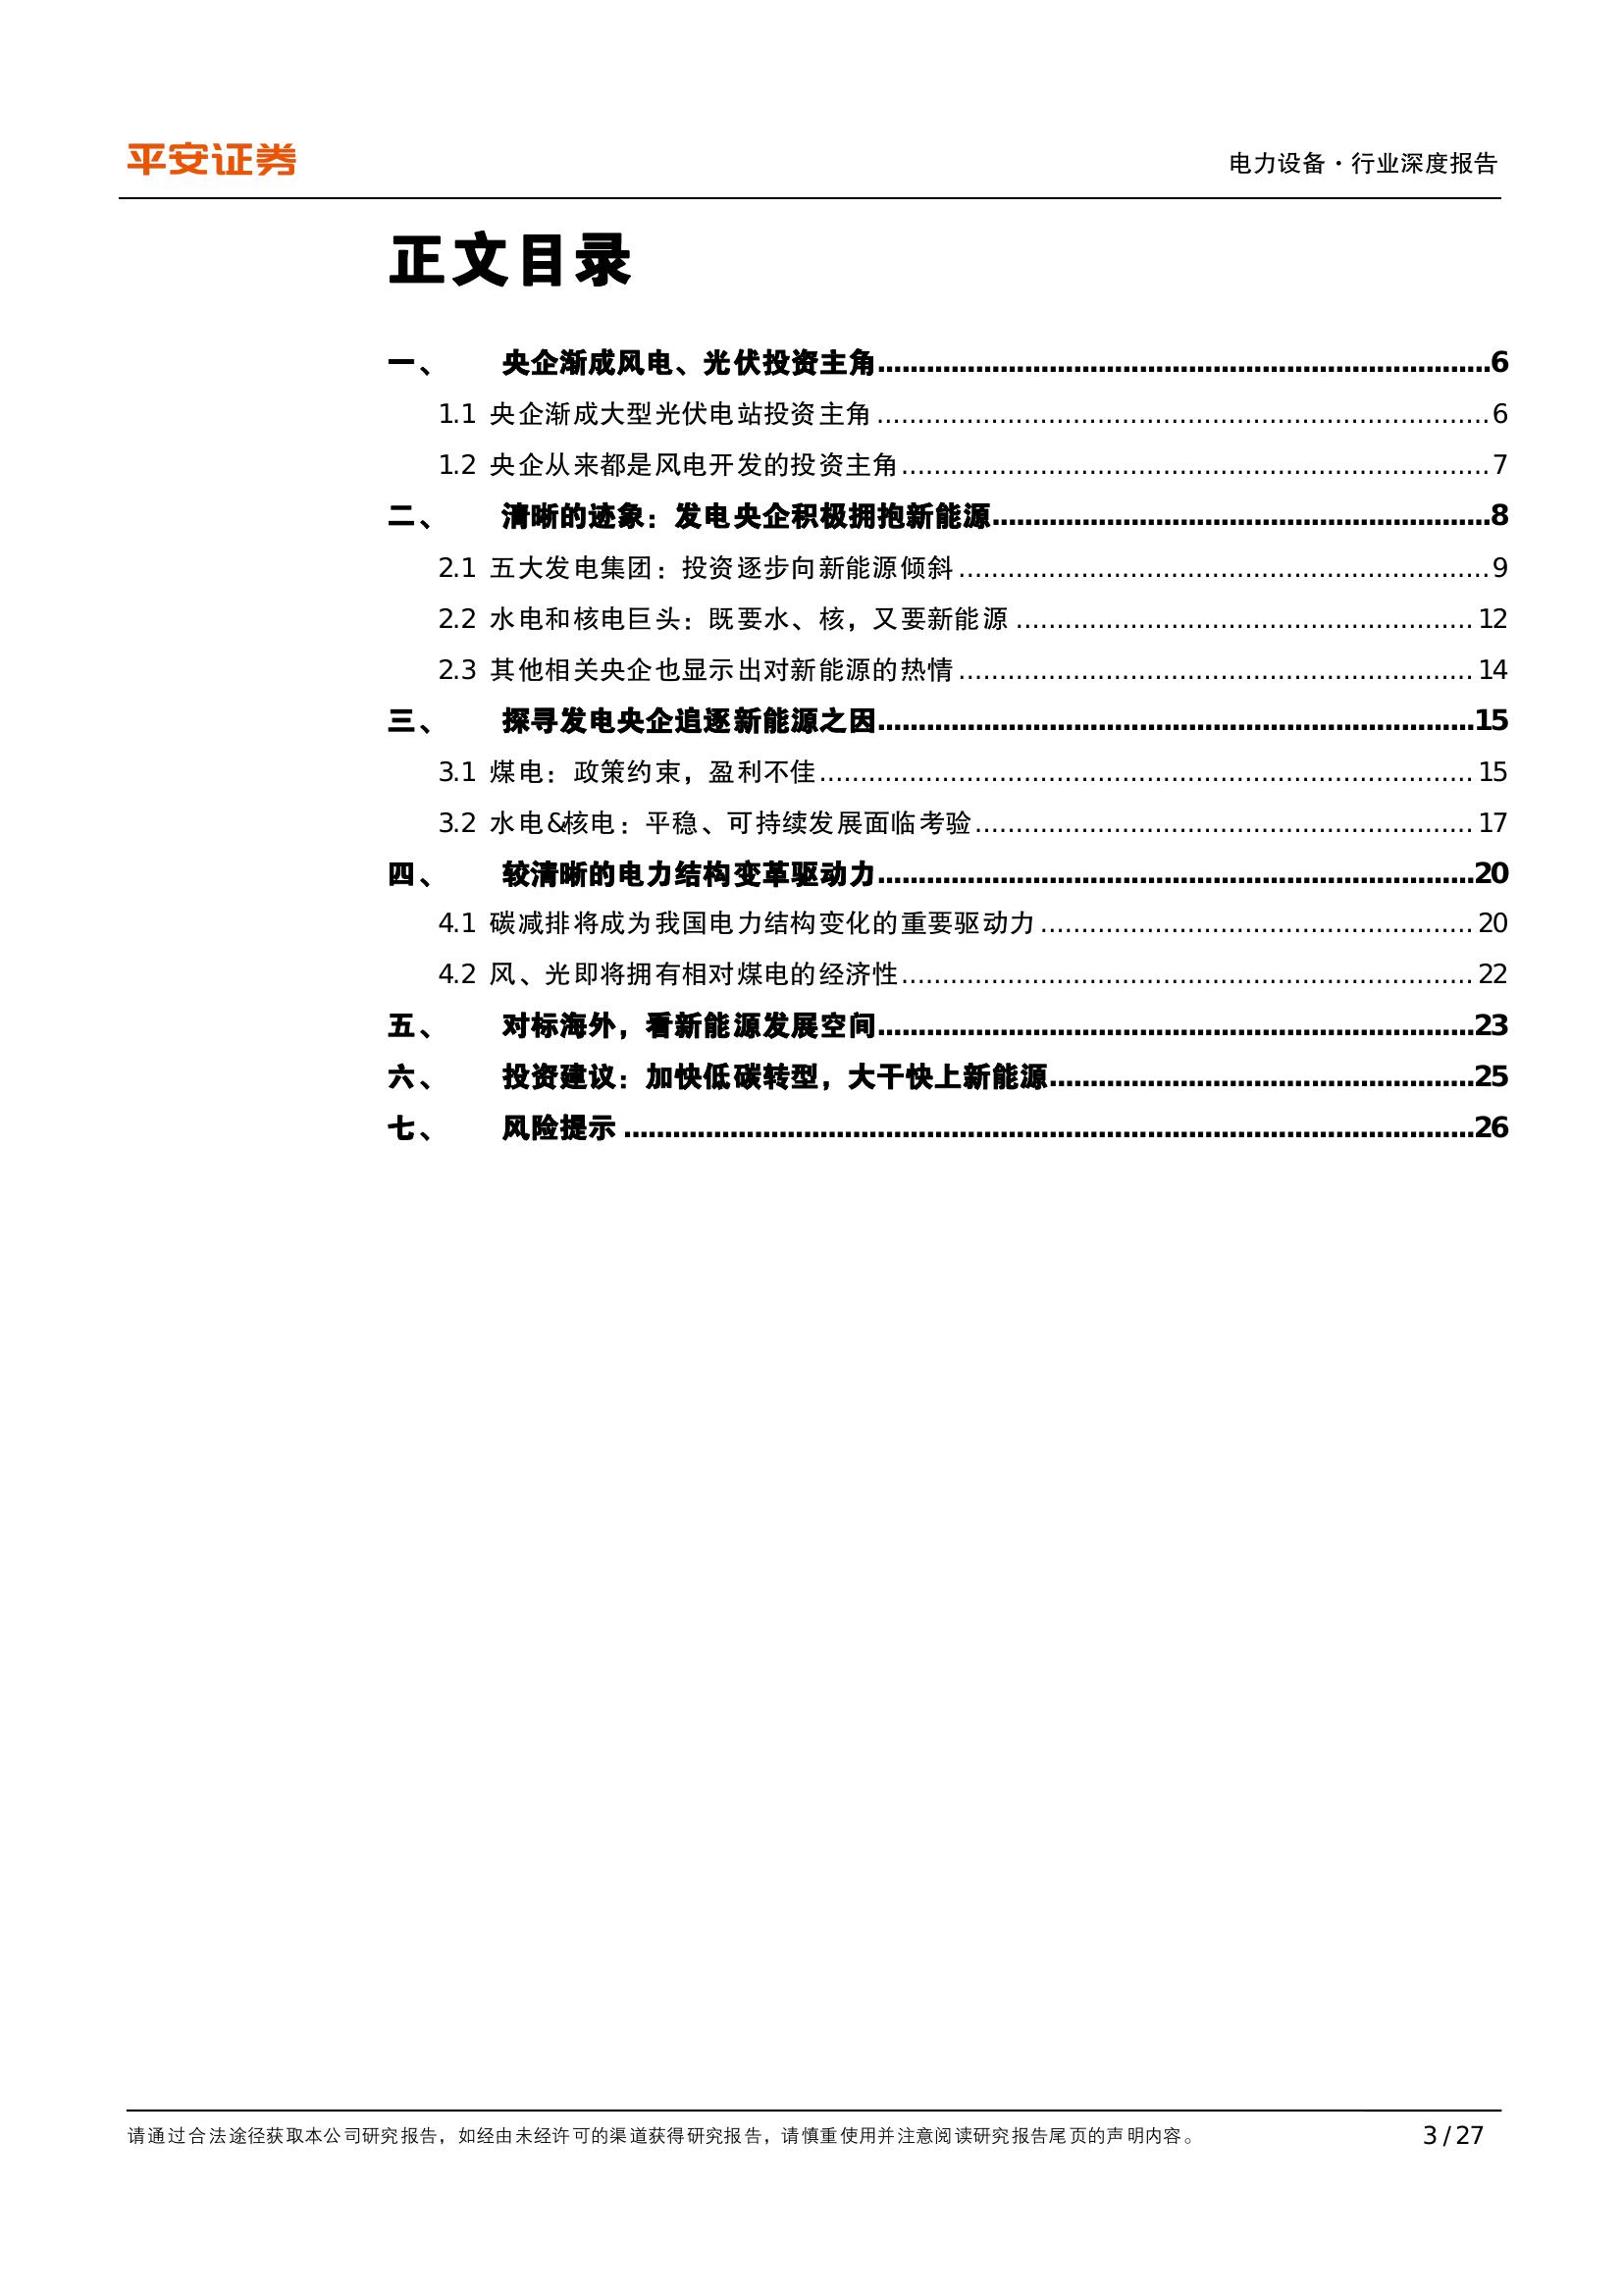 平安证券
电力设备·行业深度报告
正文目录
一、 央企渐成风电、光伏投资主角 6
1.1 央企渐成大型光伏电站投资主角 6
1.2 央企从来都是风电开发的投资主角 7
二、 清晰的迹象：发电央企积极拥抱新能源 8
2.1 五大发电集团：投资逐步向新能源倾斜 9
2.2 水电和核电巨头：既要水、核，又要新能源 12
2.3 其他相关央企也显示出对新能源的热情 14
三、 探寻发电央企追逐新能源之因 15
3.1 煤电：政策约束，盈利不佳 15
3.2 水电&核电：平稳、可持续发展面临考验 17
四、 较清晰的电力结构变革驱动力 20
4.1 碳减排将成为我国电力结构变化的重要驱动力 20
4.2 风、光即将拥有相对煤电的经济性 22
五、 对标海外，看新能源发展空间 23
六、 投资建议：加快低碳转型，大干快上新能源 25
七、 风险提示 26
请通过合法途径获取本公司研究报告，如经由未经许可的渠道获得研究报告，请慎重使用并注意阅读研究报告尾页的声明内容。
3 / 27